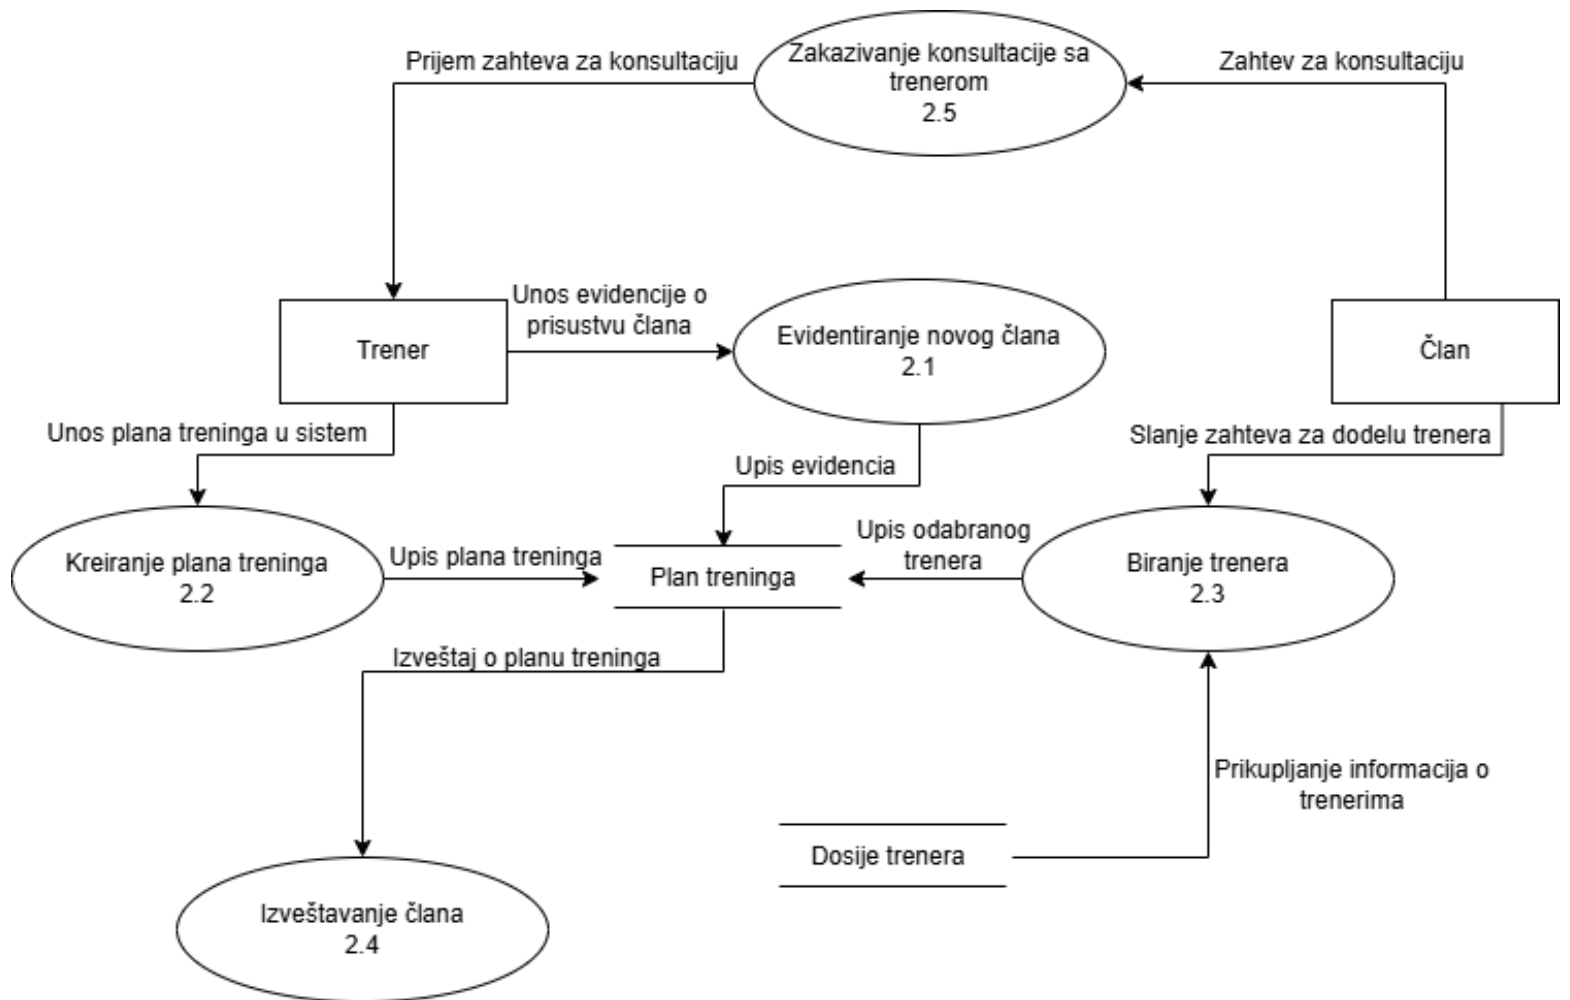 Prijem zahteva za konsultaciju
Zakazivanje konsultacije sa
trenerom
2.5
Zahtev za konsultaciju
Unos evidencije o
prisustvu člana
Trener
Evidentiranje novog člana
2.1
Član
Unos plana treninga u sistem
Upis evidencia
Slanje zahteva za dodelu trenera
Kreiranje plana treninga
2.2
Upis plana treninga
Plan treninga
Upis odabranog
trenera
Biranje trenera
2.3
Izveštaj o planu treninga
Prikupljanje informacija o
trenerima
Dosije trenera
Izveštavanje člana
2.4